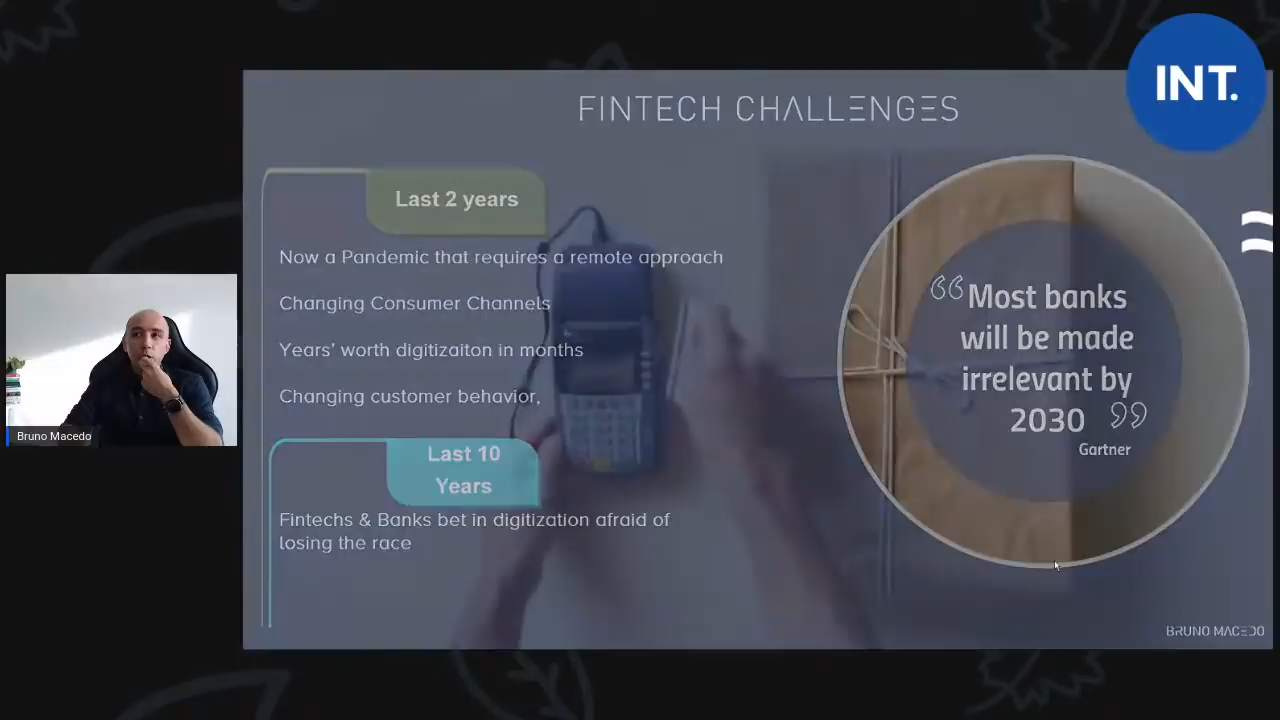 INT.
FINTECH CHALLENGES
Last 2 years
Now a Pandemic that requires a remote approach
Changing Consumer Channels
Years' worth digitizaiton in months
Changing customer behavior,
Last 10
Years
Fintechs & Banks bet in digitization afraid of
losing the race
“Most banks
will be made
irrelevant by
2030 ”
Gartner
Bruno Macedo
BRUNO MACEDO